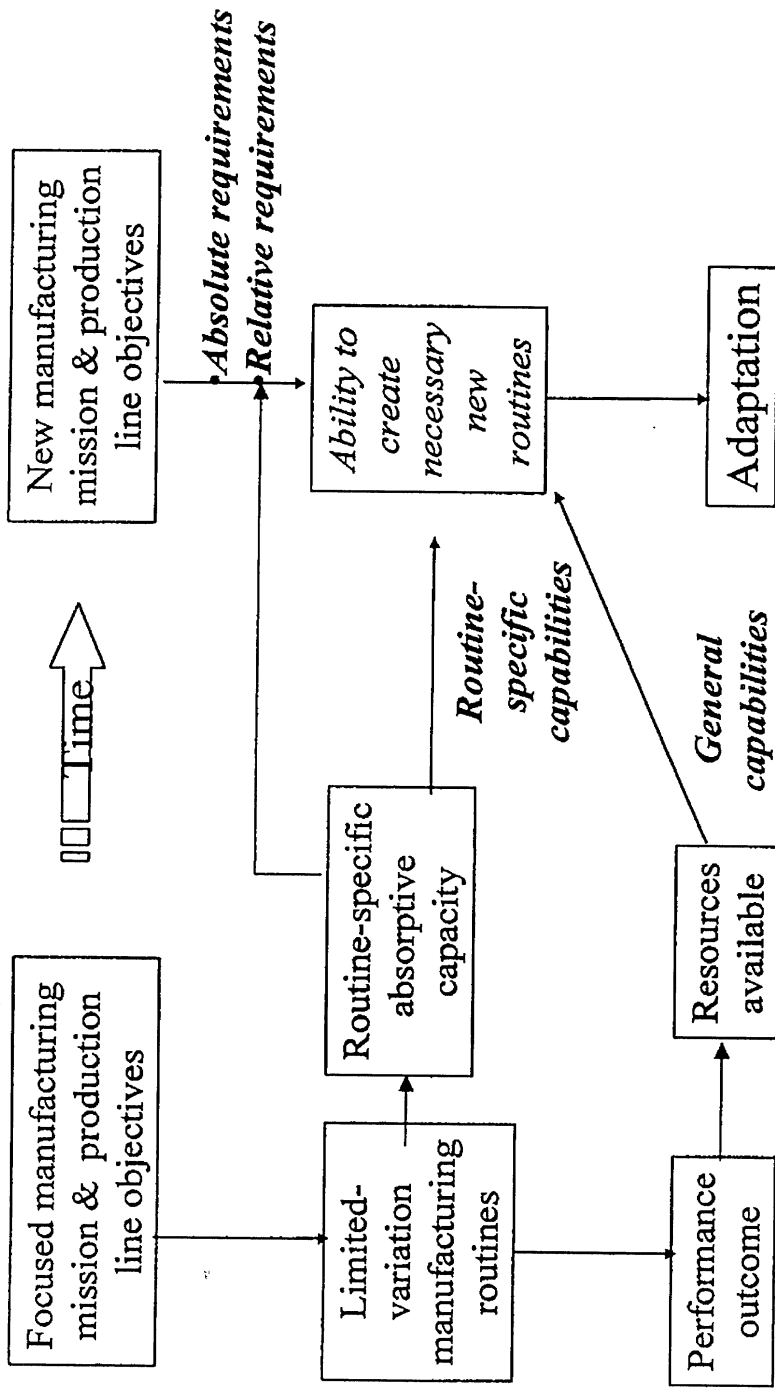 Focused manufacturing
mission & production
line objectives
Time
New manufacturing
mission & production
line objectives
Absolute requirements
Relative requirements
Limited-
variation
manufacturing
routines
Routine-specific
absorptive
capacity
Routine-
specific
capabilities
Ability to
create
necessary
new
routines
Performance
outcome
Resources
available
General
capabilities
Adaptation